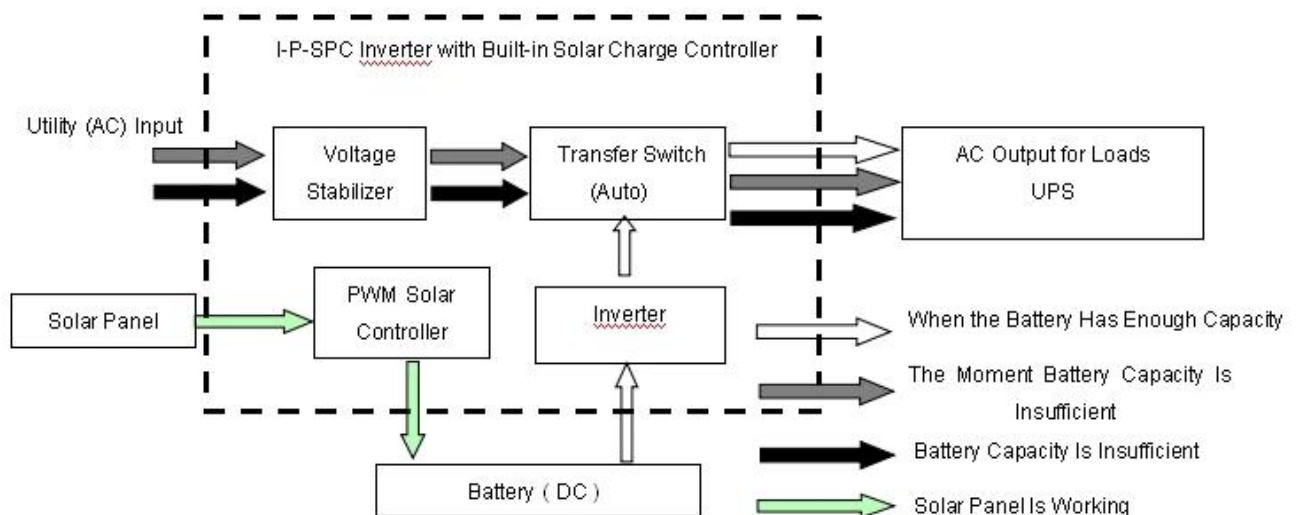 I-P-SPC Inverter with Built-in Solar Charge Controller
Utility (AC) Input
Voltage
Stabilizer
Transfer Switch
(Auto)
AC Output for Loads
UPS
Solar Panel
PWM Solar
Controller
Inverter
When the Battery Has Enough Capacity
The Moment Battery Capacity Is
Insufficient
Battery Capacity Is Insufficient
Battery ( DC )
Solar Panel Is Working